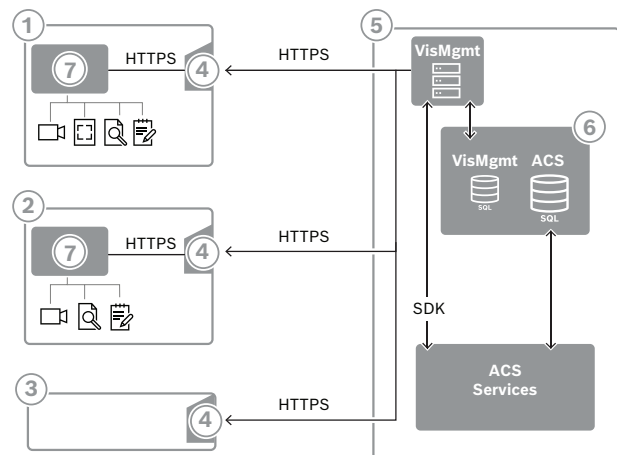 1
5
VisMgmt
7
HTTPS
4
HTTPS
6
VisMgmt
ACS
SQL
SQL
2
7
HTTPS
4
HTTPS
SDK
ACS
Services
3
4
HTTPS